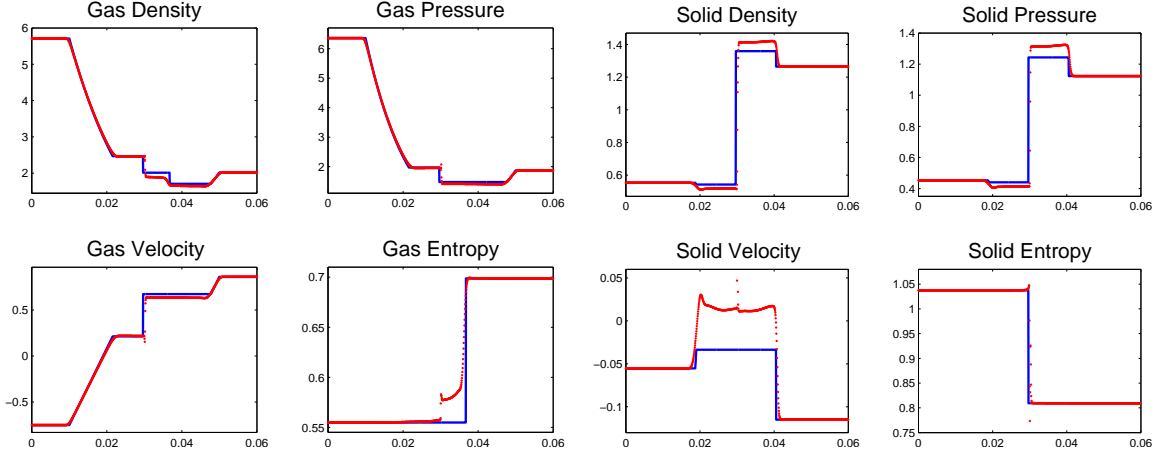 Gas Density
6
5
4
3
2
0 0.02 0.04 0.06
Gas Pressure
6
4
2
0 0.02 0.04 0.06
Solid Density
1.4
1.2
1
0.8
0.6
0 0.02 0.04 0.06
Solid Pressure
1.4
1.2
1
0.8
0.6
0.4
0 0.02 0.04 0.06
Gas Velocity
0.5
0
−0.5
0 0.02 0.04 0.06
Gas Entropy
0.7
0.65
0.6
0.55
0 0.02 0.04 0.06
Solid Velocity
0.05
0
−0.05
−0.1
0 0.02 0.04 0.06
Solid Entropy
1.05
1
0.95
0.9
0.85
0.8
0.75
0 0.02 0.04 0.06